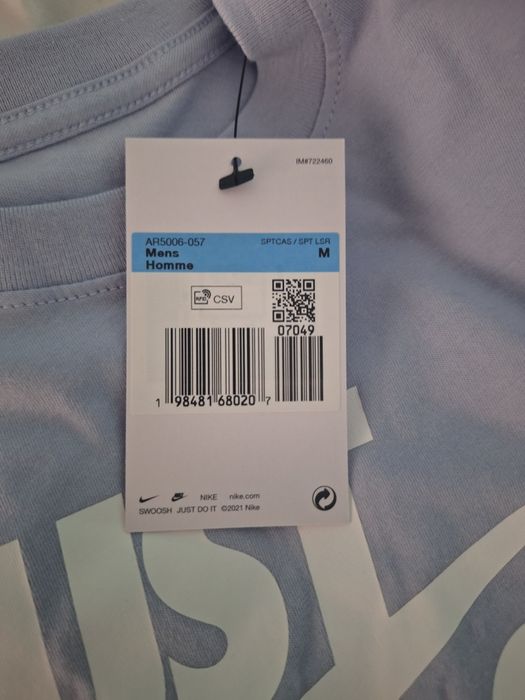 IM#722460
AR5006-057 SPTCAS / SPT LSR
Mens M
Homme
RFID CSV
07049
1 98481 68020 7
NIKE nike.com
SWOOSH JUST DO IT ©2021 Nike